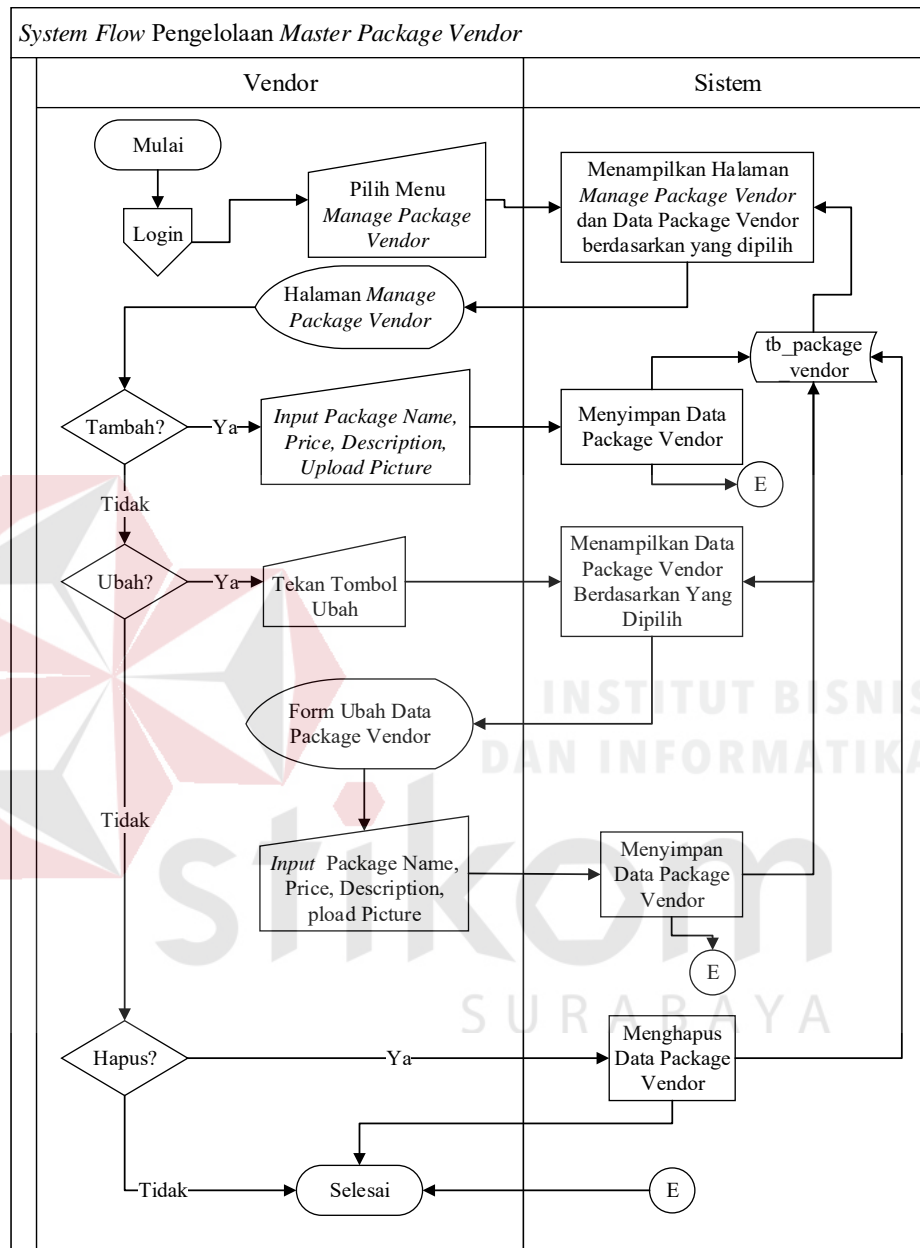 System Flow Pengelolaan Master Package Vendor
Vendor
Sistem
Mulai
Login
Pilih Menu
Manage Package
Vendor
Menampilkan Halaman
Manage Package Vendor
dan Data Package Vendor
berdasarkan yang dipilih
Halaman Manage
Package Vendor
tb_package
_vendor
Tambah?
Ya
Input Package Name,
Price, Description,
Upload Picture
Menyimpan Data
Package Vendor
E
Tidak
Ubah?
Ya
Tekan Tombol
Ubah
Menampilkan Data
Package Vendor
Berdasarkan Yang
Dipilih
Form Ubah Data
Package Vendor
INSTITUT BISNIS
DAN INFORMATIKA
Tidak
Input Package Name,
Price, Description,
pload Picture
Menyimpan
Data Package
Vendor
stikom
E
SURABAYA
Hapus?
Ya
Menghapus
Data Package
Vendor
Tidak
Selesai
E